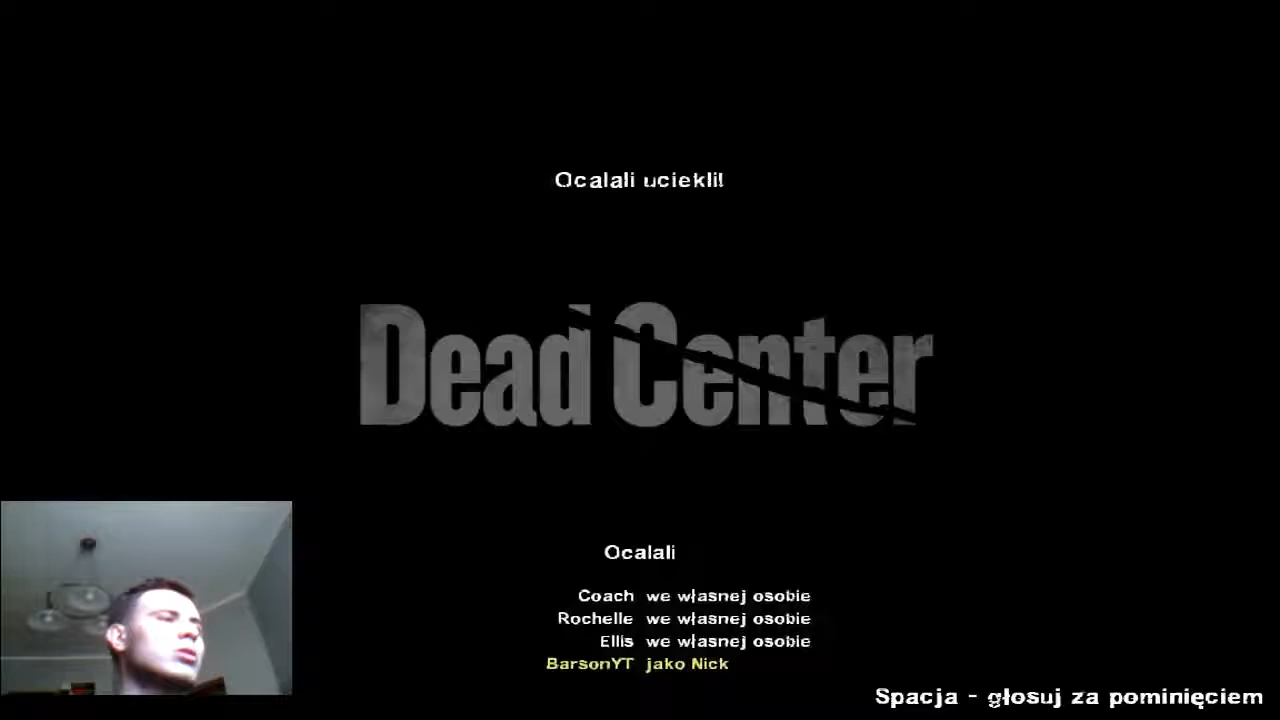 Ocalali uciekli!
Dead Center
Ocalali
Coach we własnej osobie
Rochelle we własnej osobie
Ellis we własnej osobie
BarsonYT jako Nick
Spacja - głosuj za pominięciem